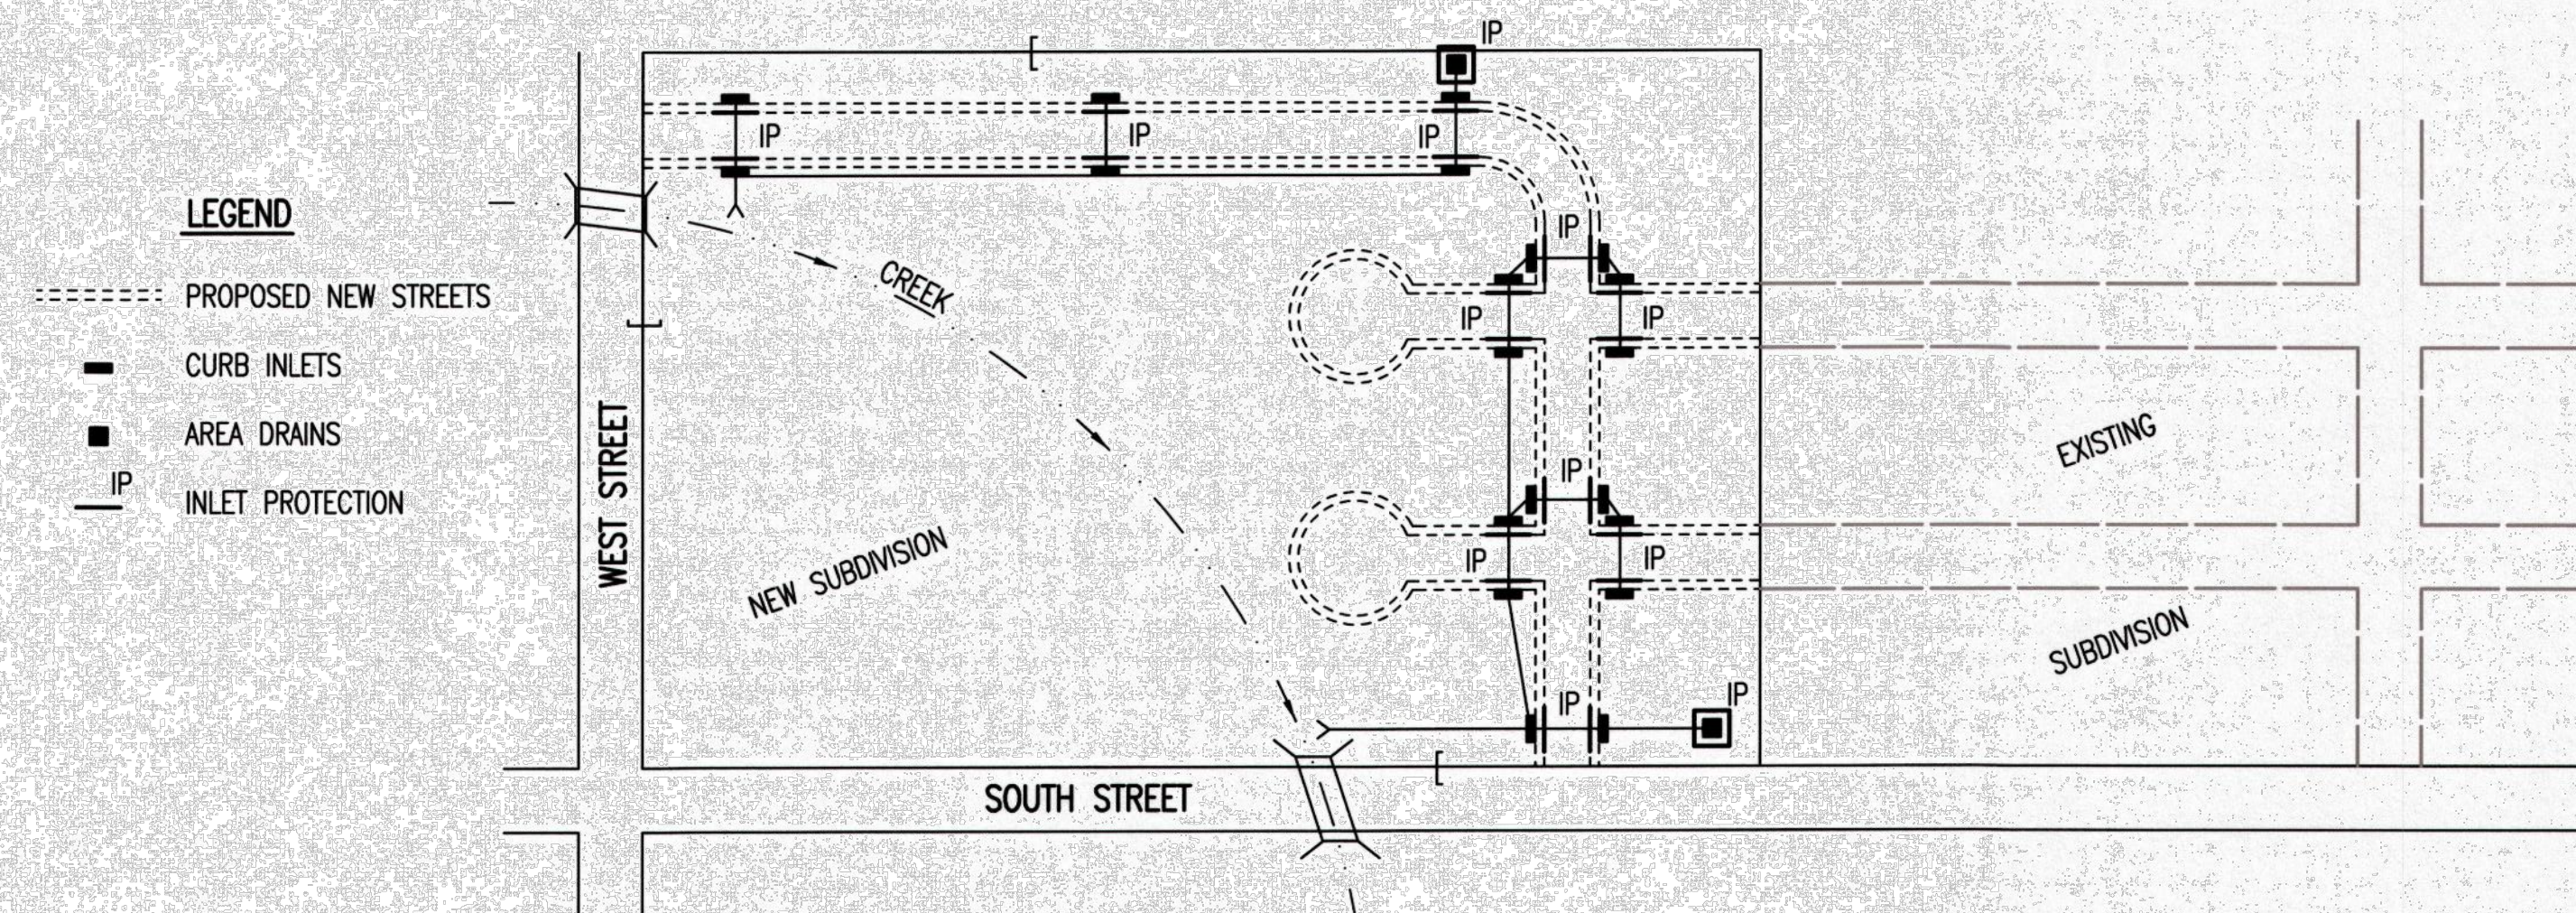 LEGEND
PROPOSED NEW STREETS
CURB INLETS
AREA DRAINS
IP
INLET PROTECTION
WEST STREET
IP
IP
IP
IP
CREEK
IP
IP
IP
EXISTING
IP
NEW SUBDIVISION
IP
IP
SUBDIVISION
IP
IP
SOUTH STREET